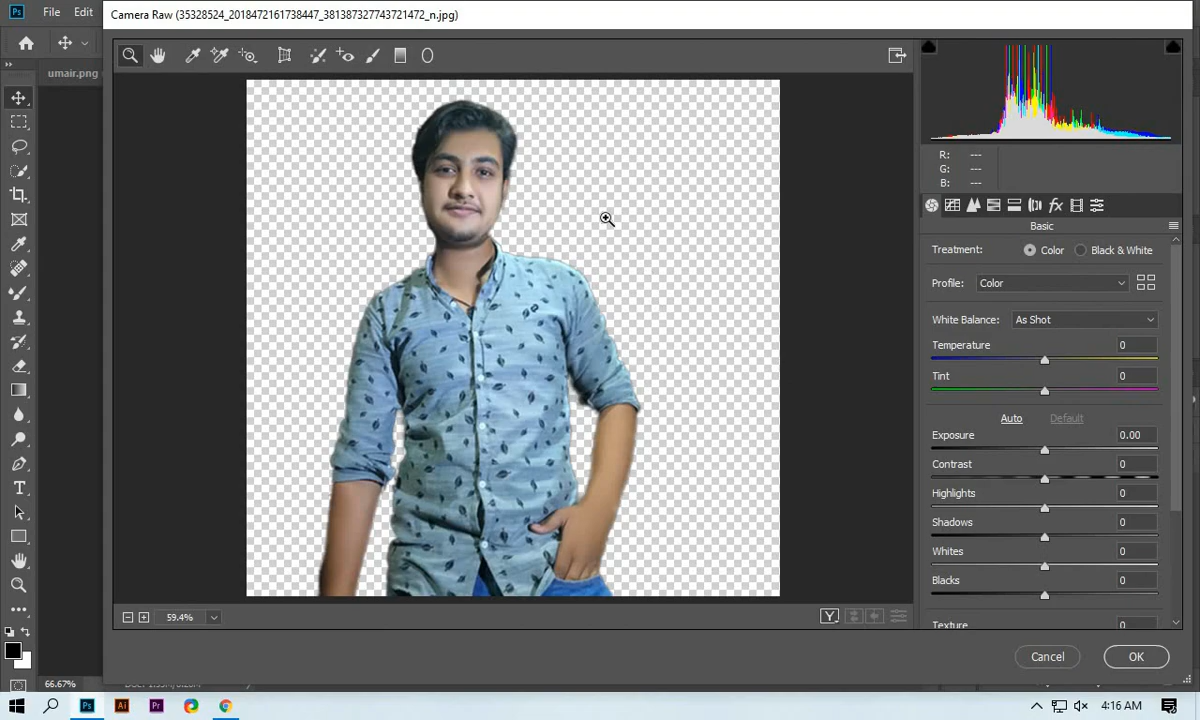 Ps File Edit
Camera Raw (35328524_2018472161738447_381387327743721472_n.jpg)
umair.png
R: ---
G: ---
B: ---
fx
Basic
Treatment: Color Black & White
Profile: Color
White Balance: As Shot
Temperature 0
Tint 0
Auto Default
Exposure 0.00
Contrast 0
Highlights 0
Shadows 0
Whites 0
Blacks 0
Texture 0
T
59.4% Y
Cancel OK
66.67%
Ps Ai Pr 4:16 AM